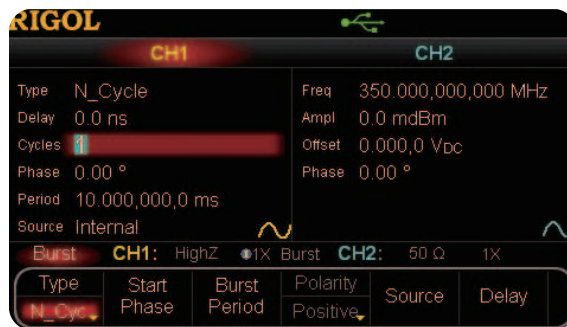 RIGOL
CH1
CH2
Type N_Cycle
Delay 0.0 ns
Cycles 1
Phase 0.00 °
Period 10.000,000,0 ms
Source Internal
Freq 350.000,000,000 MHz
Ampl 0.0 mdBm
Offset 0.000,0 VDC
Phase 0.00 °
Burst CH1: HighZ 1X Burst CH2: 50 Ω 1X
Type N_Cyc
Start Phase
Burst Period
Polarity Positive
Source
Delay